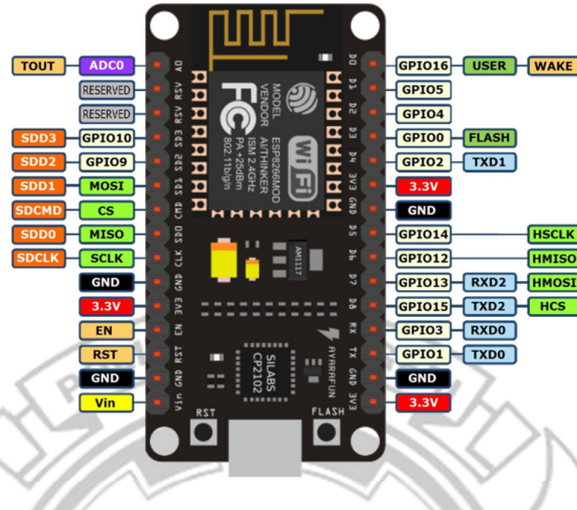 TOUT ADC0 A0 D0 GPIO16 USER WAKE
RESERVED RSV D1 GPIO5
RESERVED RSV D2 GPIO4
SDD3 GPIO10 SD3 D3 GPIO0 FLASH
SDD2 GPIO9 SD2 D4 GPIO2 TXD1
SDD1 MOSI SD1 3V3 3.3V
SDCMD CS CMD GND GND
SDD0 MISO SD0 D5 GPIO14 HSCLK
SDCLK SCLK CLK D6 GPIO12 HMISO
GND GND D7 GPIO13 RXD2 HMOSI
3.3V 3V3 D8 GPIO15 TXD2 HCS
EN EN RX GPIO3 RXD0
RST RST TX GPIO1 TXD0
GND GND GND GND
Vin Vin 3V3 3.3V
MODEL ESP8266MOD
VENDOR AI/THINKER
ISM 2.4GHz
PA +25dBm
802.11b/g/n
FC
Wi Fi
AM1117
SILABS
CP2102
AYARAFUN
RST
FLASH